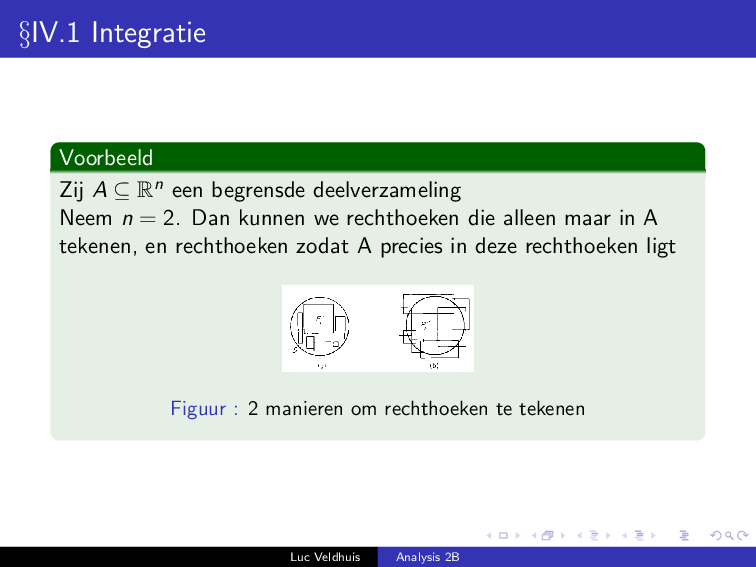 §IV.1 Integratie
Voorbeeld
Zij A ⊆ ℝⁿ een begrensde deelverzameling
Neem n = 2. Dan kunnen we rechthoeken die alleen maar in A
tekenen, en rechthoeken zodat A precies in deze rechthoeken ligt
(b)
Figuur : 2 manieren om rechthoeken te tekenen
Luc Veldhuis
Analysis 2B